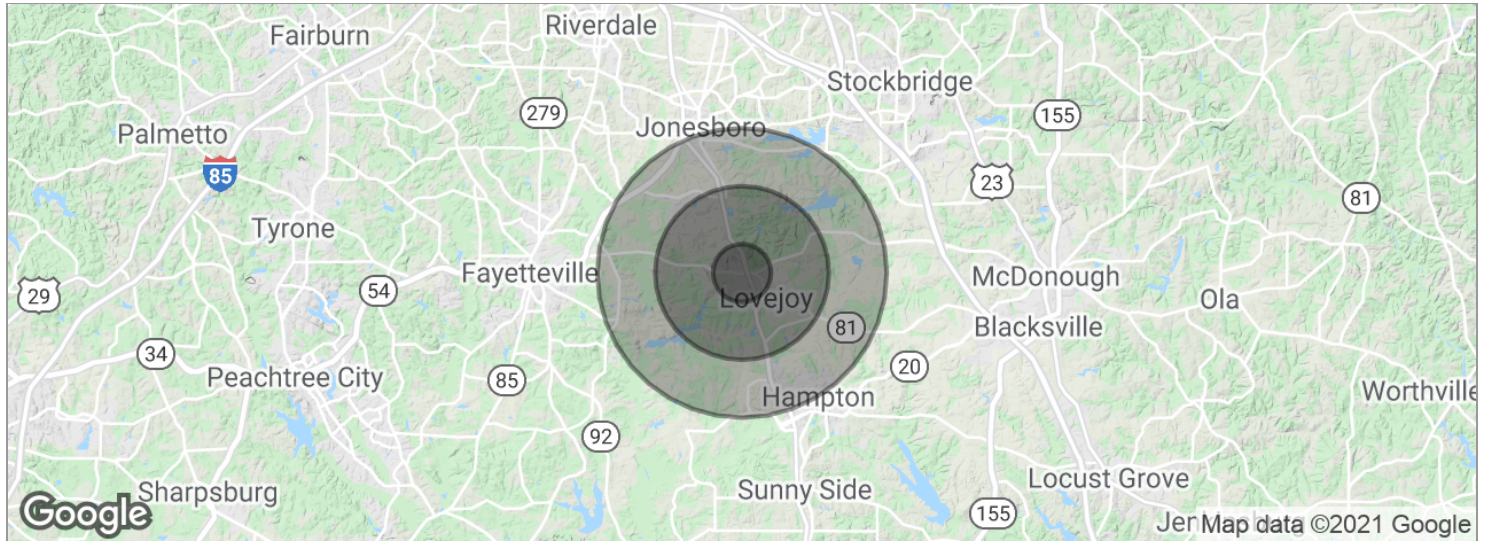 Riverdale
Fairburn
Stockbridge
279
155
Jonesboro
Palmetto
85
23
81
Tyrone
Fayetteville
McDonough
54
29
Lovejoy
Ola
81
Blacksville
34
20
Peachtree City
85
Hampton
Worthville
92
Locust Grove
Sharpsburg
Sunny Side
155
Google
Map data ©2021 Google